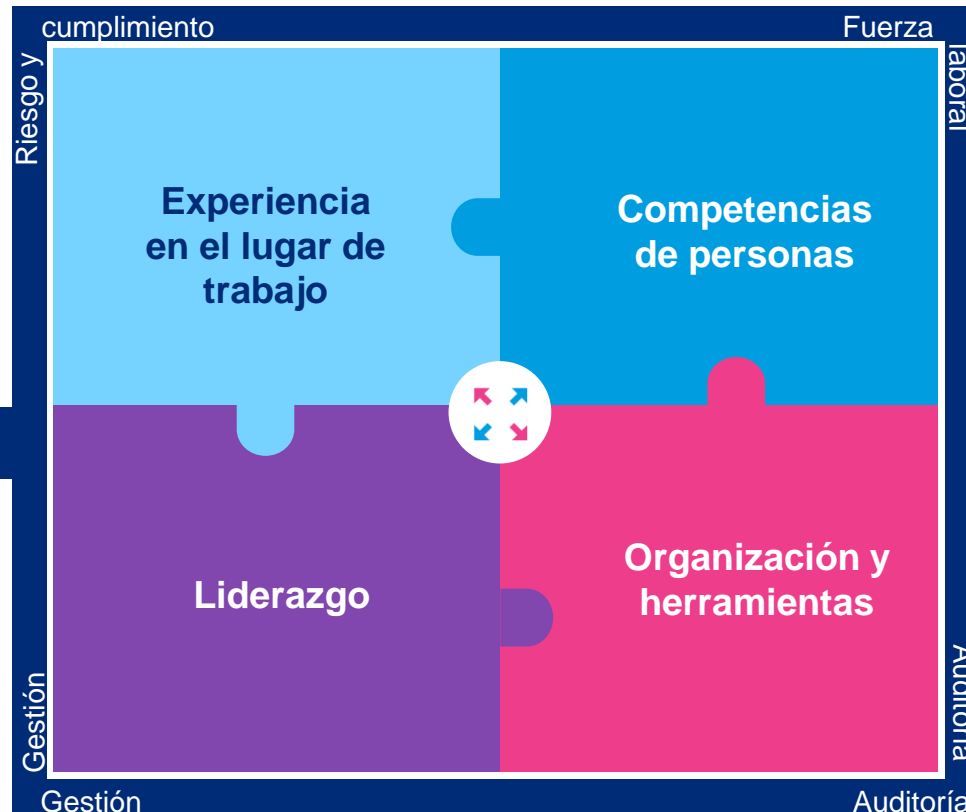 cumplimiento
Fuerza
Riesgo y
laboral
Experiencia
en el lugar de
trabajo
Competencias
de personas
Liderazgo
Organización y
herramientas
Gestión
Auditoría
Gestión
Auditoría